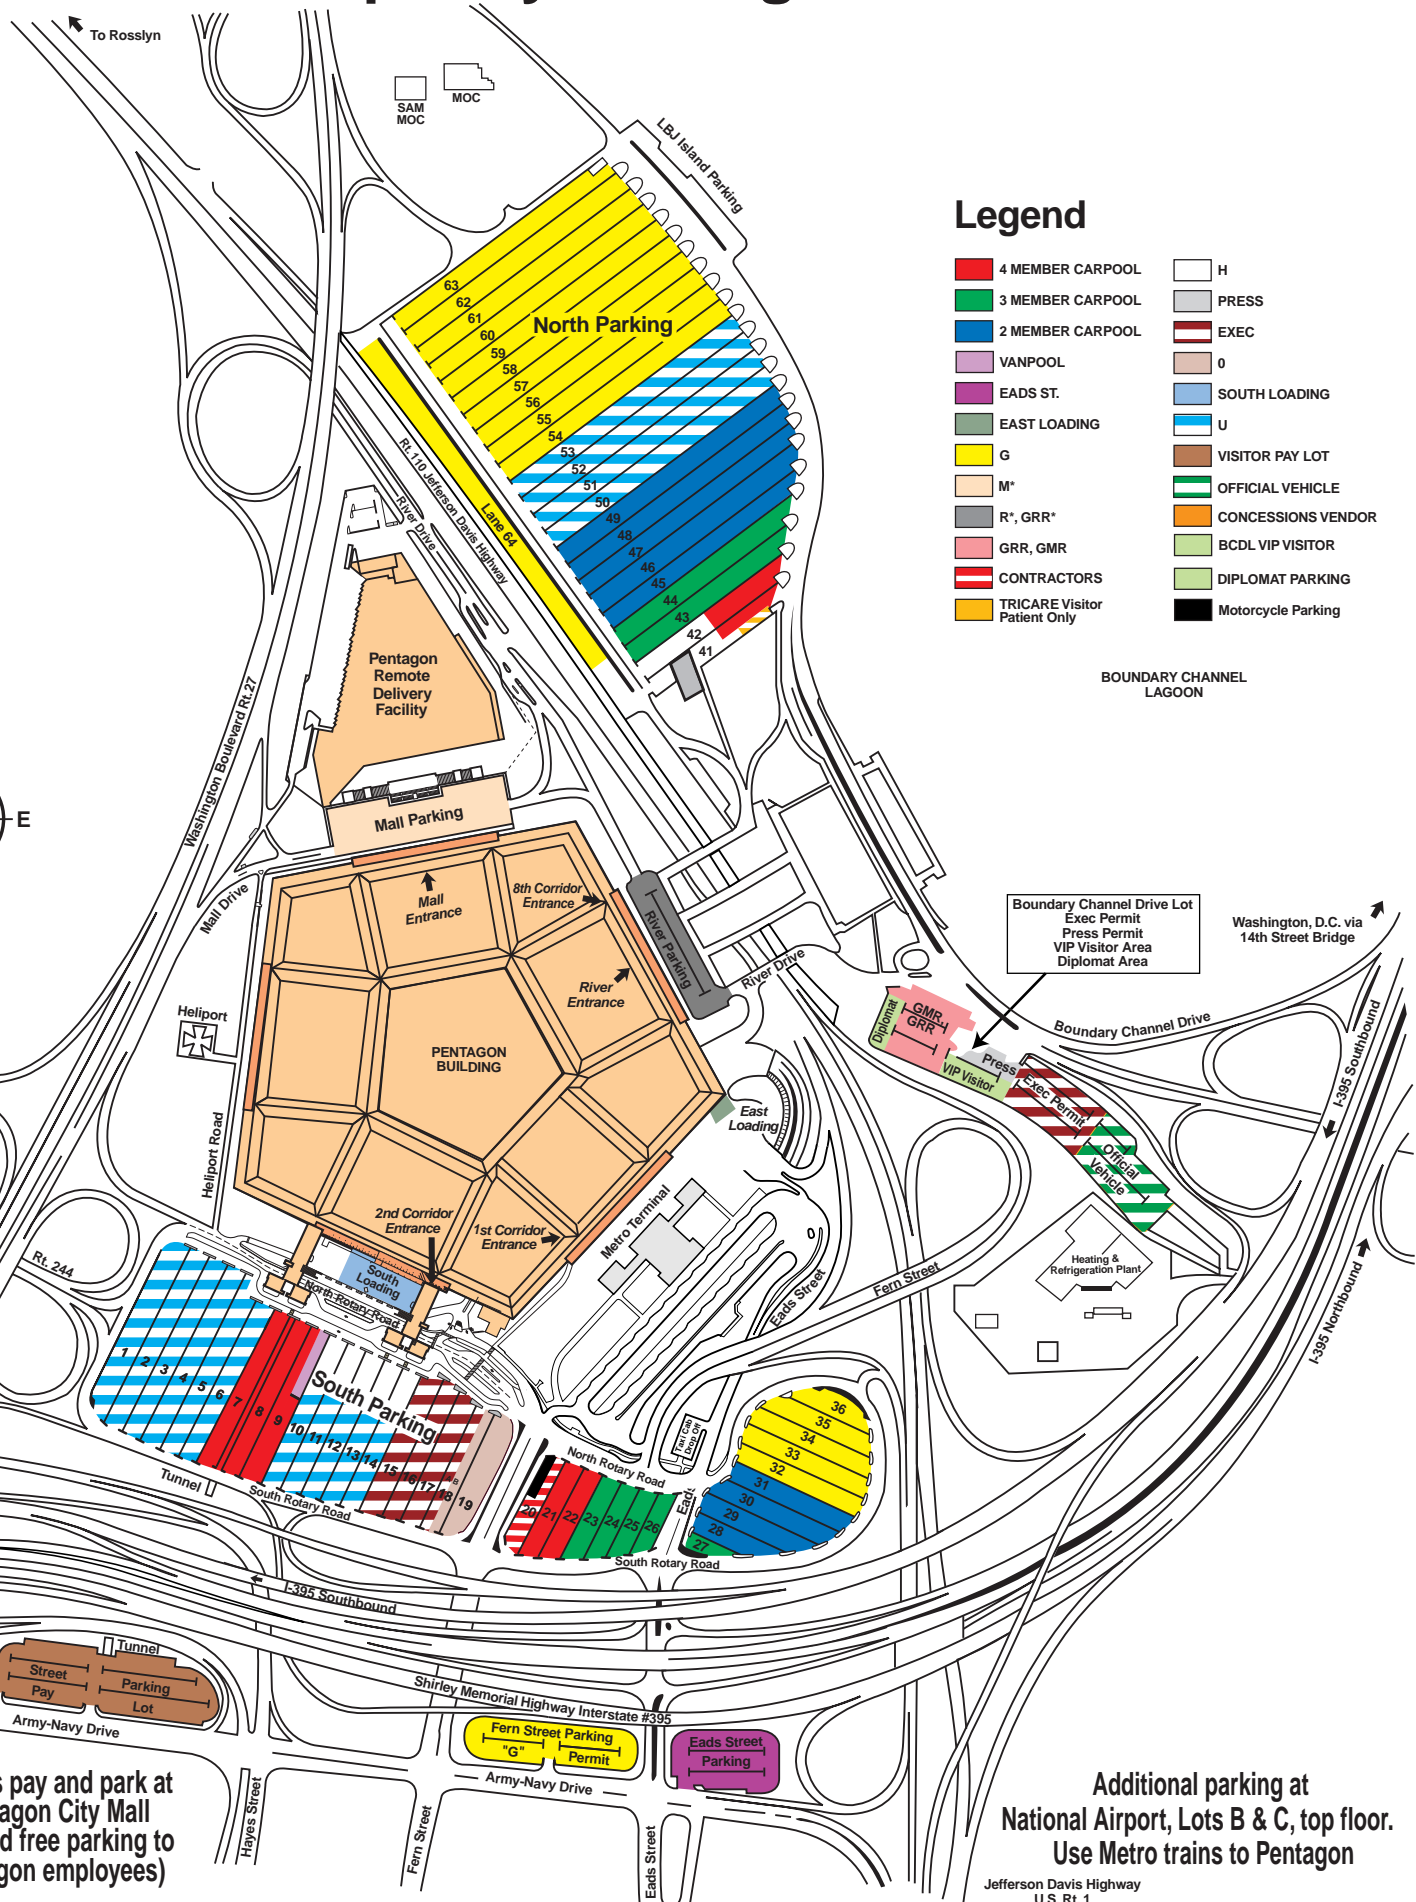 To Rosslyn
SAM
MOC
MOC
LBJ Island Parking
Legend
4 MEMBER CARPOOL
3 MEMBER CARPOOL
2 MEMBER CARPOOL
VANPOOL
EADS ST.
EAST LOADING
G
M*
R*, GRR*
GRR, GMR
CONTRACTORS
TRICARE Visitor
Patient Only
H
PRESS
EXEC
0
SOUTH LOADING
U
VISITOR PAY LOT
OFFICIAL VEHICLE
CONCESSIONS VENDOR
BCDL VIP VISITOR
DIPLOMAT PARKING
Motorcycle Parking
BOUNDARY CHANNEL
LAGOON
North Parking
63
62
61
60
59
58
57
56
55
54
53
52
51
50
49
48
47
46
45
44
43
42
41
Lane 64
Rt. 110 Jefferson Davis Highway
River Drive
Washington Boulevard Rt.27
Pentagon
Remote
Delivery
Facility
E
Mall Parking
Mall Drive
Mall
Entrance
8th Corridor
Entrance
River Parking
River
Entrance
River Drive
PENTAGON
BUILDING
Heliport
Heliport Road
East
Loading
2nd Corridor
Entrance
1st Corridor
Entrance
Metro Terminal
South
Loading
North Rotary Road
Boundary Channel Drive Lot
Exec Permit
Press Permit
VIP Visitor Area
Diplomat Area
Washington, D.C. via
14th Street Bridge
Boundary Channel Drive
I-395 Southbound
I-395 Northbound
Diplomat
GMR
GRR
VIP Visitor
Press
Exec Permit
Official
Vehicle
Heating &
Refrigeration Plant
Fern Street
Eads Street
Rt. 244
South Parking
1
2
3
4
5
6
7
8
9
10
11
12
13
14
15
16
17
18
19
Tunnel
South Rotary Road
North Rotary Road
Taxi Cab
Drop Off
Eads
20
21
22
23
24
25
26
27
28
29
30
31
32
33
34
35
36
South Rotary Road
I-395 Southbound
Tunnel
Street
Parking
Pay
Lot
Army-Navy Drive
Shirley Memorial Highway Interstate #395
Fern Street Parking
"G"
Permit
Eads Street
Parking
Army-Navy Drive
Hayes Street
Fern Street
Eads Street
pay and park at
City Mall
free parking to
employees)
Additional parking at
National Airport, Lots B & C, top floor.
Use Metro trains to Pentagon
Jefferson Davis Highway
U.S. Rt. 1